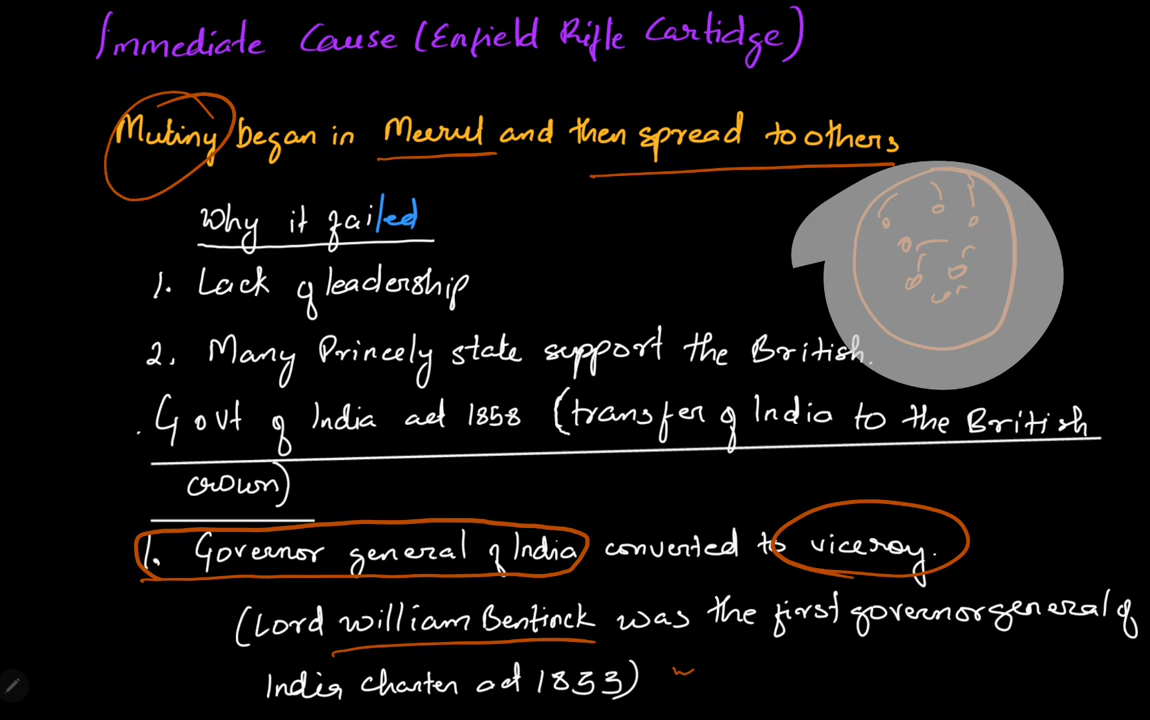 Immediate Cause (Enfield Rifle Cartidge)
Mutiny began in Meerut and then spread to others
Why it failed
1. Lack of leadership
2. Many Princely state support the British.
. Govt of India act 1858 (transfer of India to the British
crown)
1. Governor general of India converted to viceroy.
(Lord william Bentinck was the first governor general of
India charter act 1833)